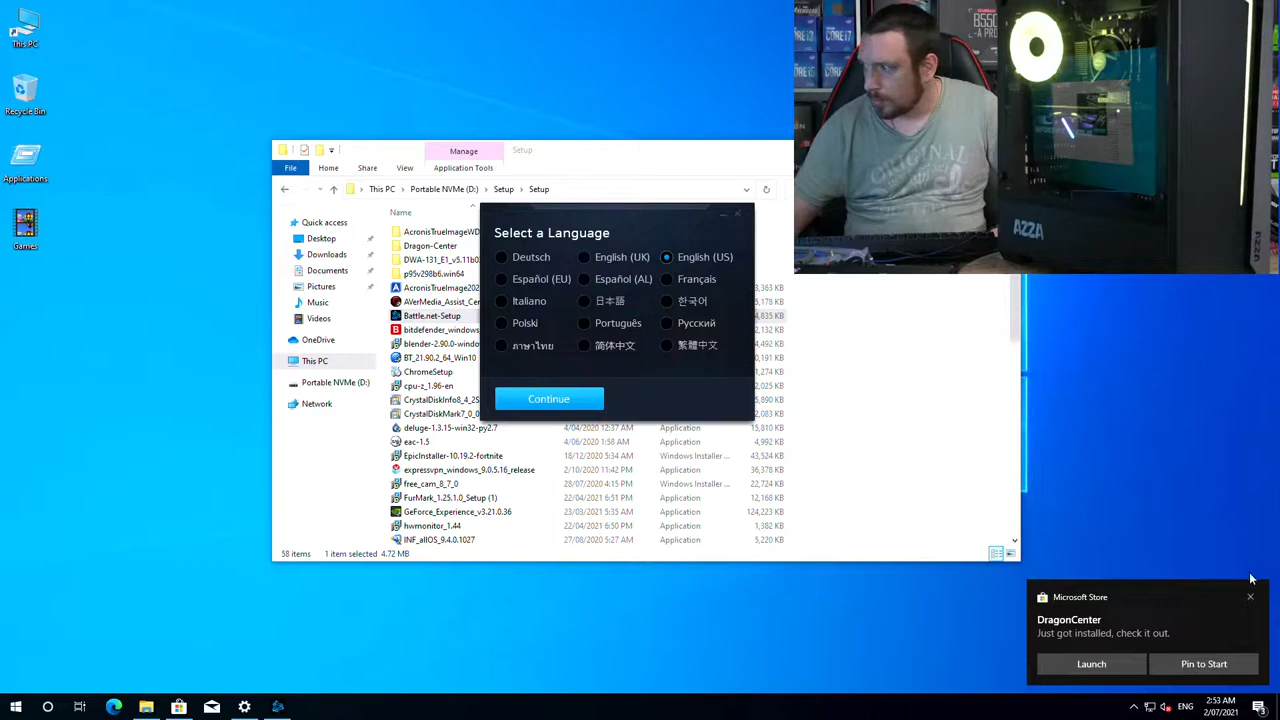 This PC
Recycle Bin
Applications
Games
Manage
Setup
File
Home
Share
View
Application Tools
This PC
Portable NVMe (D:)
Setup
Setup
Quick access
Desktop
Downloads
Documents
Pictures
Music
Videos
OneDrive
This PC
Portable NVMe (D:)
Network
Name
AcronisTrueImageWD
Dragon-Center
DWA-131_E1_v5.11b03
p95v298b6.win64
AcronisTrueImage202
3,363 KB
AVerMedia_Assist_Cen
5,178 KB
Battle.net-Setup
4,835 KB
bitdefender_windows
2,132 KB
blender-2.90.0-window
4,492 KB
BT_21.90.2_64_Win10
0,191 KB
ChromeSetup
1,274 KB
cpu-z_1.96-en
2,025 KB
CrystalDiskInfo8_4_2S
5,890 KB
CrystalDiskMark7_0_0
2,083 KB
deluge-1.3.15-win32-py2.7
4/04/2020 12:37 AM
Application
15,810 KB
eac-1.5
4/06/2020 1:58 AM
Application
4,992 KB
EpicInstaller-10.19.2-fortnite
18/12/2020 5:34 AM
Windows Installer ...
43,524 KB
expressvpn_windows_9.0.5.16_release
2/10/2020 11:42 PM
Application
36,378 KB
free_cam_8_7_0
28/07/2020 4:15 PM
Windows Installer ...
22,724 KB
FurMark_1.25.1.0_Setup (1)
22/04/2021 6:51 PM
Application
12,168 KB
GeForce_Experience_v3.21.0.36
23/03/2021 5:35 AM
Application
124,223 KB
hwmonitor_1.44
22/04/2021 6:50 PM
Application
1,382 KB
INF_allOS_9.4.0.1027
27/08/2020 5:27 AM
Application
5,220 KB
58 items
1 item selected
4.72 MB
Select a Language
Deutsch
English (UK)
English (US)
Español (EU)
Español (AL)
Français
Italiano
日本語
한국어
Polski
Português
Русский
ภาษาไทย
简体中文
繁體中文
Continue
AZZA
Microsoft Store
DragonCenter
Just got installed, check it out.
Launch
Pin to Start
ENG
2:53 AM
2/07/2021
3